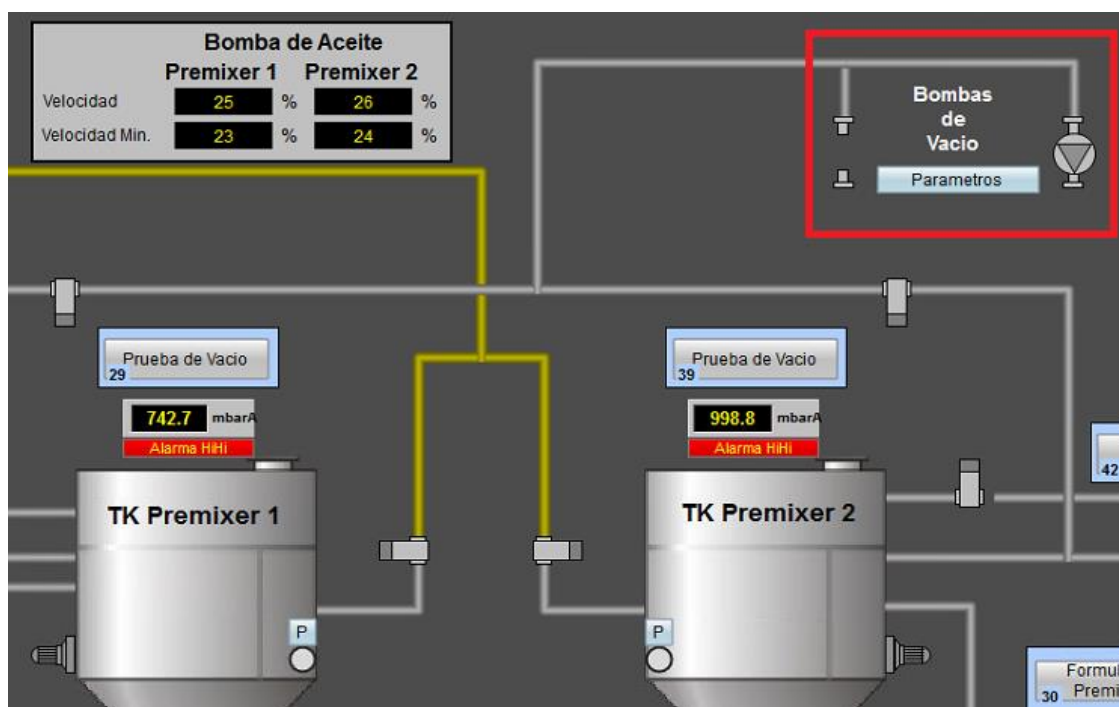 Bomba de Aceite
Premixer 1 Premixer 2
Velocidad 25 % 26 %
Velocidad Min. 23 % 24 %
Bombas
de
Vacio
Parametros
Prueba de Vacio
29
742.7 mbarA
Alarma HiHi
TK Premixer 1
P
Prueba de Vacio
39
998.8 mbarA
Alarma HiHi
TK Premixer 2
P
42
Formul
30 Premi